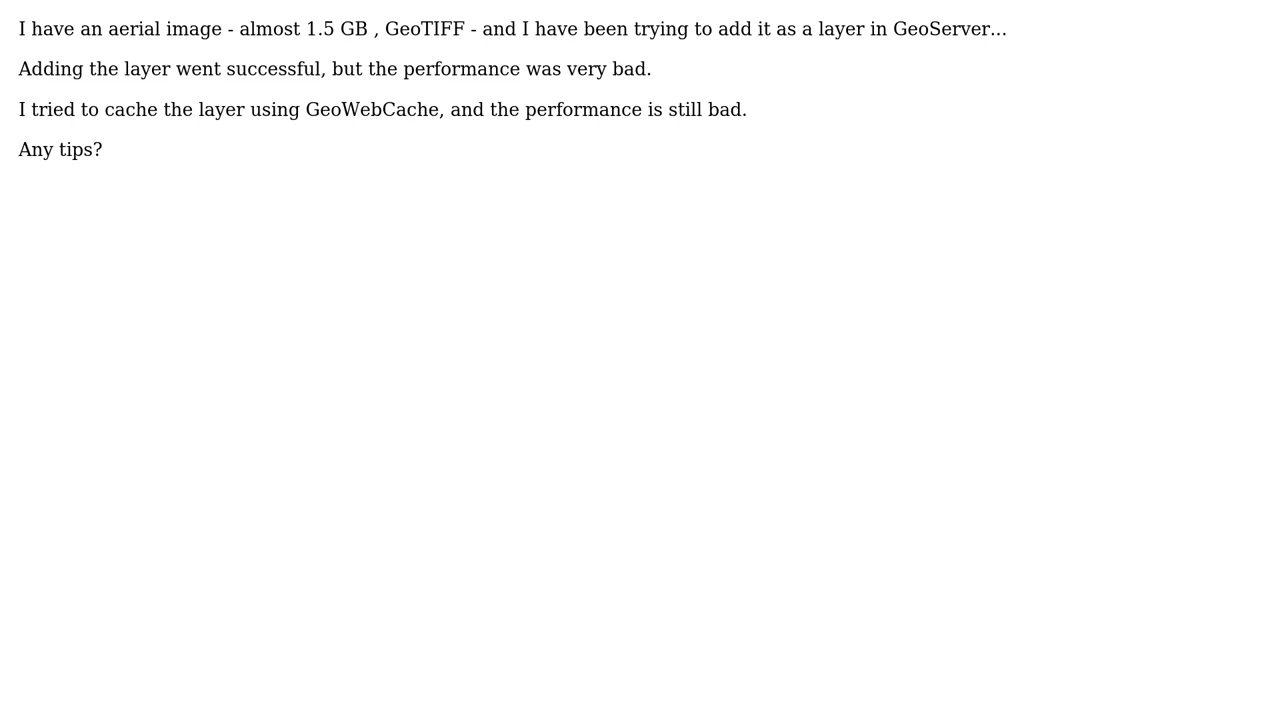 I have an aerial image - almost 1.5 GB , GeoTIFF - and I have been trying to add it as a layer in GeoServer...
Adding the layer went successful, but the performance was very bad.
I tried to cache the layer using GeoWebCache, and the performance is still bad.
Any tips?